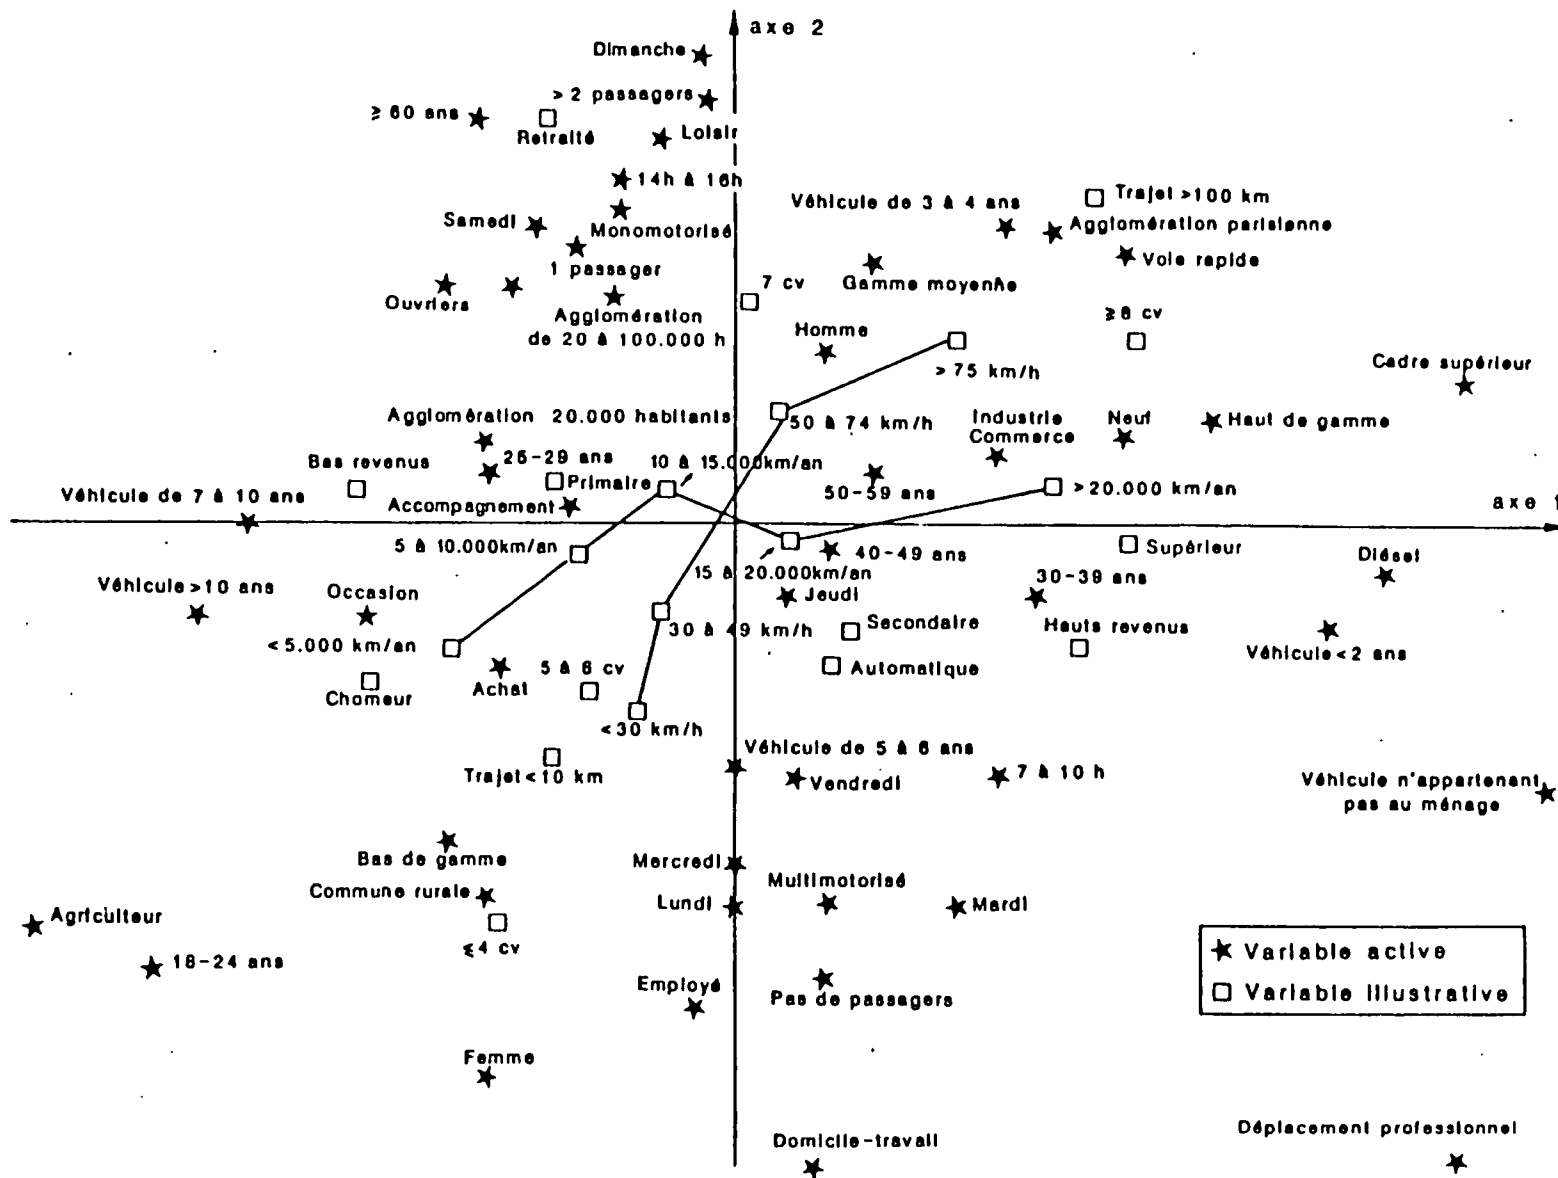 axe 2
Dimanche
> 2 passagers
⩾ 60 ans
Retraité
Loisir
14h à 16h
Véhicule de 3 à 4 ans
Trajet >100 km
Samedi
Monomotorisé
Agglomération parisienne
1 passager
Voie rapide
Ouvriers
7 cv
Gamme moyenne
Agglomération
de 20 à 100.000 h
Homme
⩾8 cv
> 75 km/h
Cadre supérieur
Agglomération 20.000 habitants
50 à 74 km/h
Industrie
Commerce
Neuf
Haut de gamme
Bas revenus
25-29 ans
Primaire
10 à 15.000km/an
50-59 ans
>20.000 km/an
Véhicule de 7 à 10 ans
Accompagnement
axe 1
5 à 10.000km/an
40-49 ans
Supérieur
Diésel
15 à 20.000km/an
30-39 ans
Véhicule >10 ans
Occasion
Jeudi
30 à 49 km/h
Secondaire
Hauts revenus
<5.000 km/an
Véhicule<2 ans
5 à 6 cv
Automatique
Chomeur
Achat
<30 km/h
Véhicule de 5 à 6 ans
Trajet<10 km
Vendredi
7 à 10 h
Véhicule n'appartenant
pas au ménage
Bas de gamme
Mercredi
Commune rurale
Multimotorisé
Lundi
Mardi
Agriculteur
⩽4 cv
18-24 ans
Variable active
Employé
Pas de passagers
Variable illustrative
Femme
Domicile-travail
Déplacement professionnel